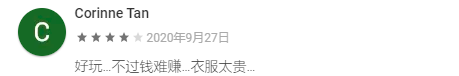 C
Corinne Tan
★★★★★ 2020年9月27日
好玩...不过钱难赚...衣服太贵...